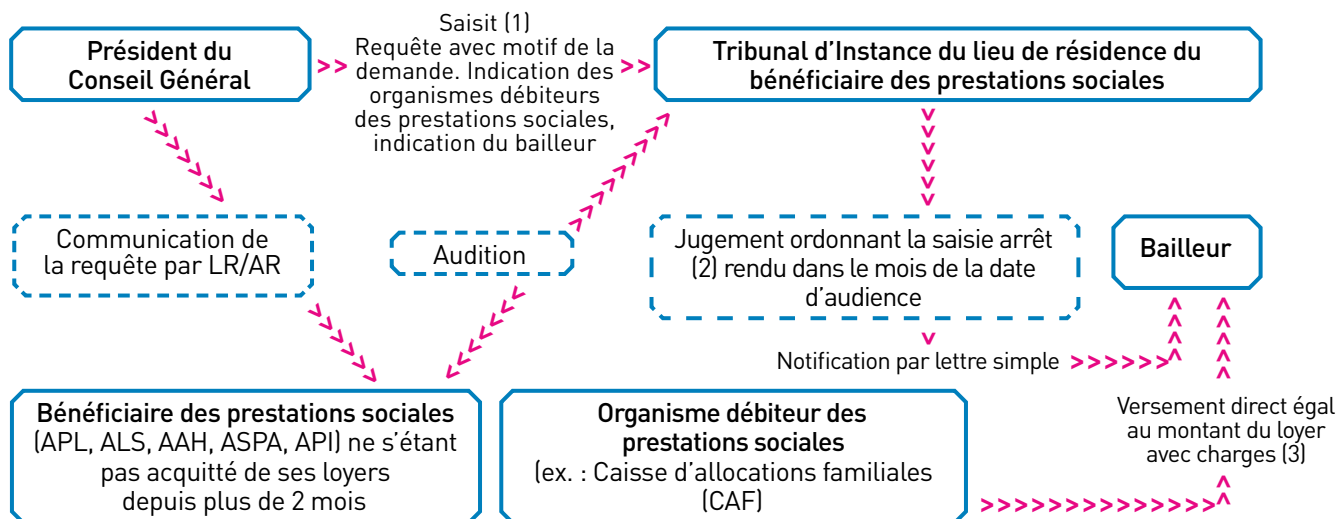 Président du
Conseil Général
Saisit (1)
Requête avec motif de la
demande. Indication des
organismes débiteurs
des prestations sociales,
indication du bailleur
Tribunal d’Instance du lieu de résidence du
bénéficiaire des prestations sociales
Communication de
la requête par LR/AR
Audition
Jugement ordonnant la saisie arrêt
(2) rendu dans le mois de la date
d’audience
Bailleur
Notification par lettre simple
Bénéficiaire des prestations sociales
(APL, ALS, AAH, ASPA, API) ne s’étant
pas acquitté de ses loyers
depuis plus de 2 mois
Organisme débiteur des
prestations sociales
(ex. : Caisse d’allocations familiales
(CAF)
Versement direct égal
au montant du loyer
avec charges (3)